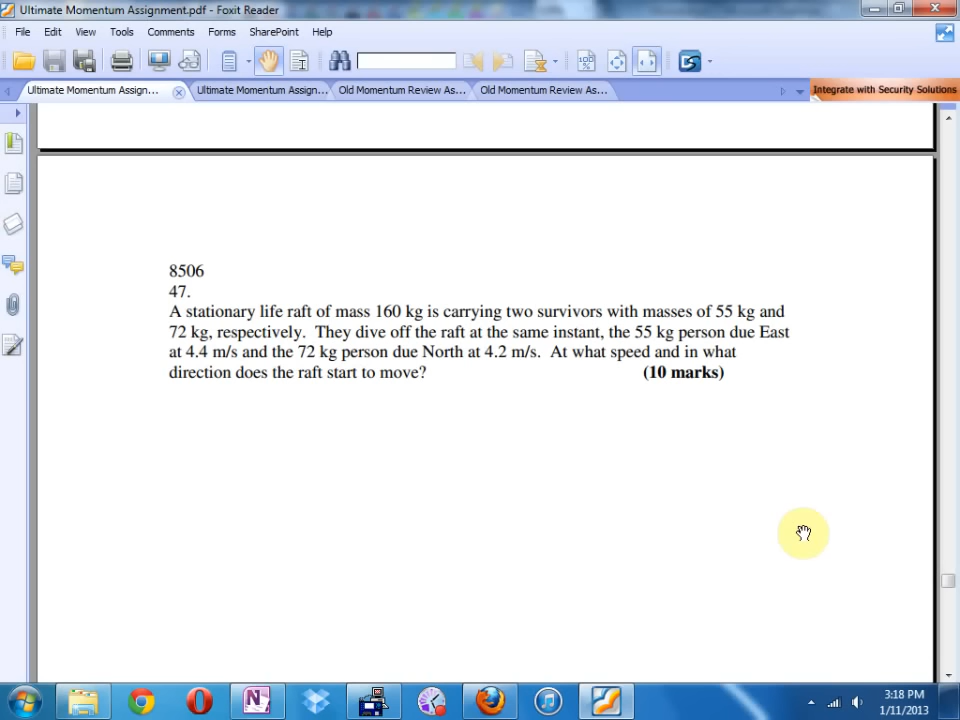 Ultimate Momentum Assignment.pdf - Foxit Reader
File Edit View Tools Comments Forms SharePoint Help
Ultimate Momentum Assign... Ultimate Momentum Assign... Old Momentum Review As... Old Momentum Review As... Integrate with Security Solutions
8506
47.
A stationary life raft of mass 160 kg is carrying two survivors with masses of 55 kg and
72 kg, respectively. They dive off the raft at the same instant, the 55 kg person due East
at 4.4 m/s and the 72 kg person due North at 4.2 m/s. At what speed and in what
direction does the raft start to move? (10 marks)
3:18 PM
1/11/2013